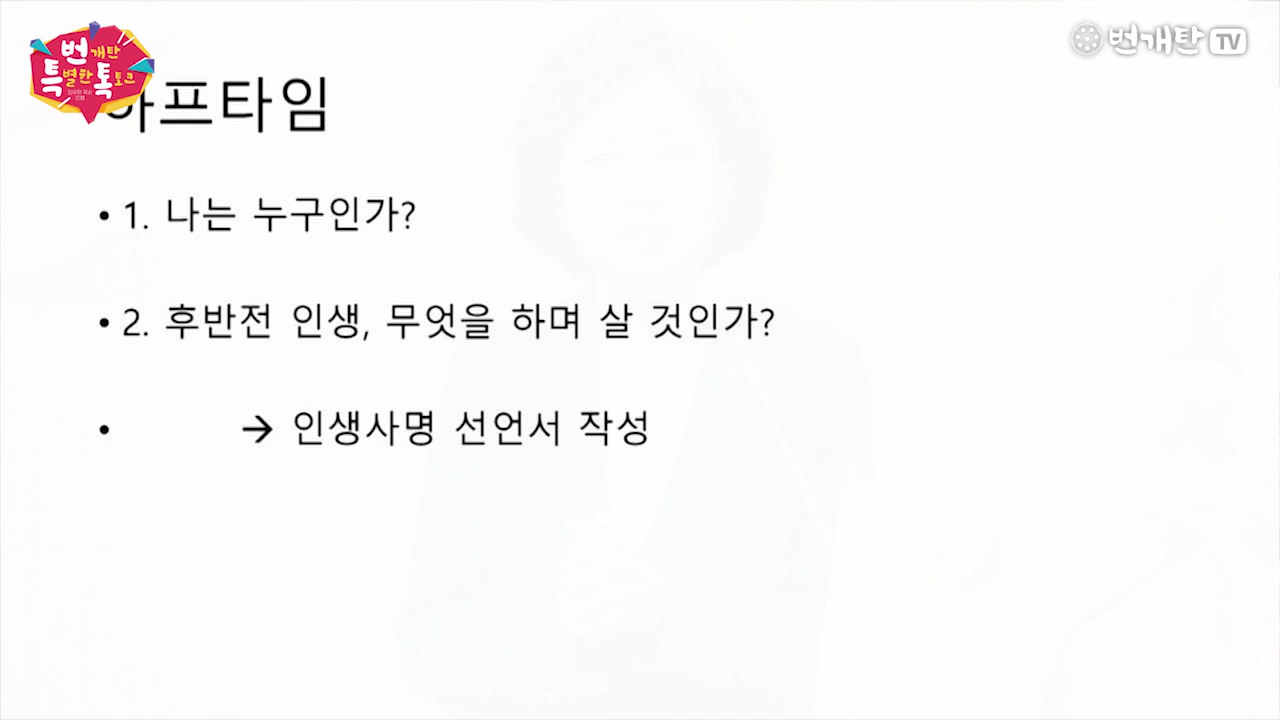 번개탄
특별한 톡토크
번개탄 TV
하프타임
• 1. 나는 누구인가?
• 2. 후반전 인생, 무엇을 하며 살 것인가?
• → 인생사명 선언서 작성